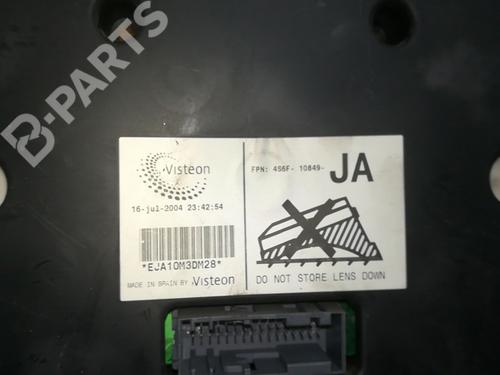 B-PARTS
Visteon
16-jul-2004 23:42:54
*EJA10M3DM28*
MADE IN SPAIN BY Visteon
FPN: 4S6F- 10849- JA
DO NOT STORE LENS DOWN